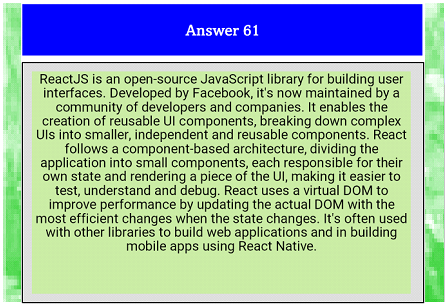 Answer 61
ReactJS is an open-source JavaScript library for building user
interfaces. Developed by Facebook, it's now maintained by a
community of developers and companies. It enables the
creation of reusable UI components, breaking down complex
UIs into smaller, independent and reusable components. React
follows a component-based architecture, dividing the
application into small components, each responsible for their
own state and rendering a piece of the UI, making it easier to
test, understand and debug. React uses a virtual DOM to
improve performance by updating the actual DOM with the
most efficient changes when the state changes. It's often used
with other libraries to build web applications and in building
mobile apps using React Native.